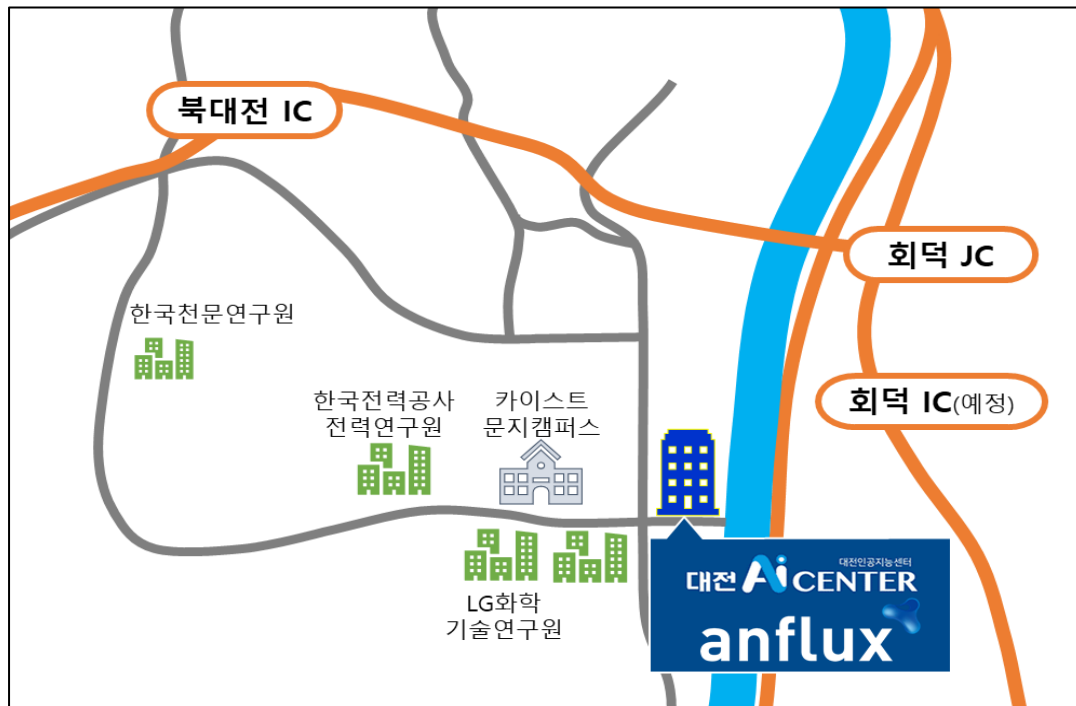 북대전 IC
회덕 JC
한국천문연구원
회덕 IC(예정)
한국전력공사
전력연구원
카이스트
문지캠퍼스
대전인공지능센터
대전 Ai CENTER
anflux
LG화학
기술연구원